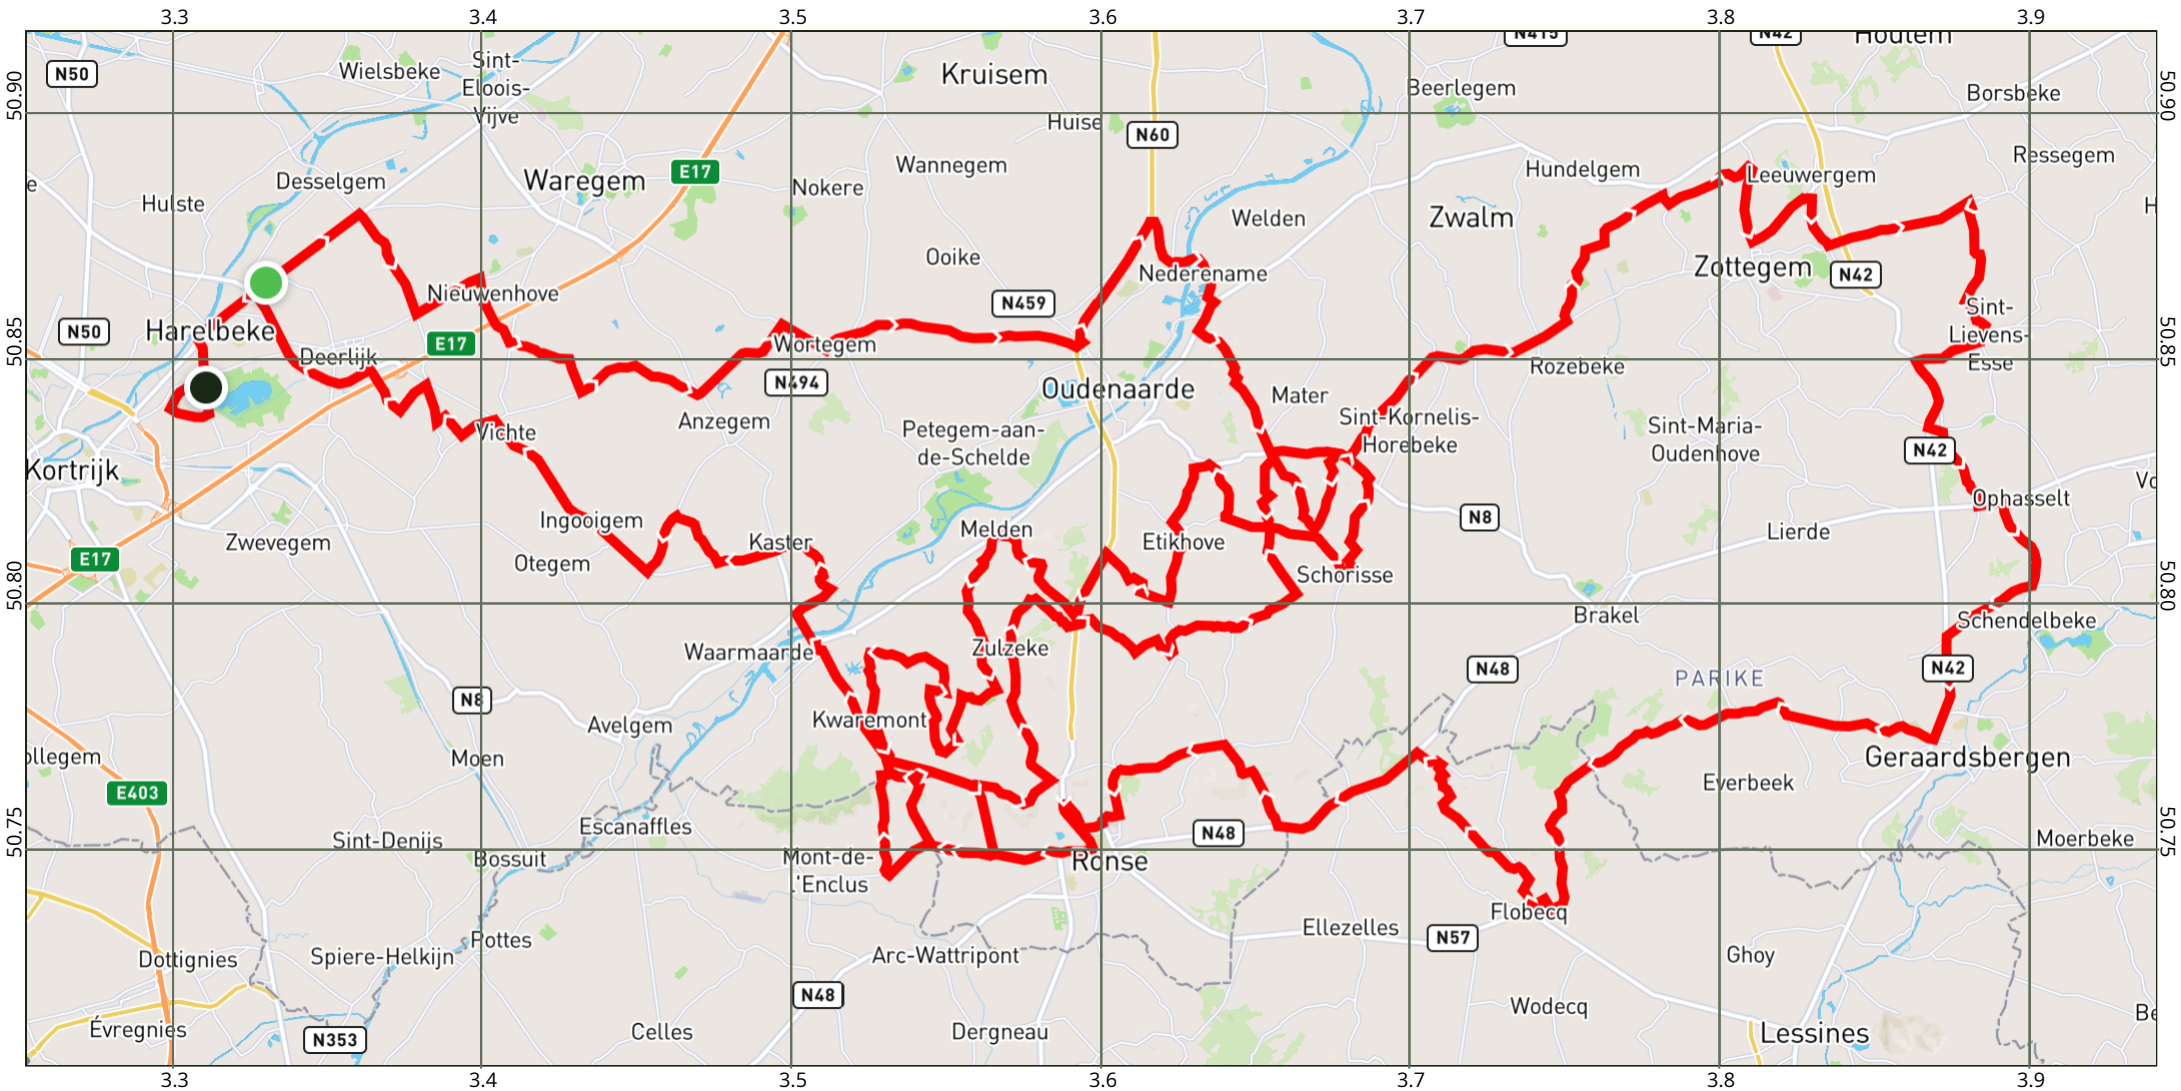 3.3 3.4 3.5 3.6 3.7 3.8 3.9
N415
N42
Houtem
N50
Wielsbeke
Sint-
Eloois-
Vijve
Kruisem
Beerlegem
Borsbeke
50.90
50.90
Huise
N60
Wannegem
Hundelgem
Ressegem
E17
Waregem
Nokere
Leeuwergem
Desselgem
Hulste
Welden
Zwalm
H
e
Ooike
Nederename
Zottegem
N42
Nieuwenhove
N459
Sint-
Lievens-
Esse
N50
Harelbeke
E17
Wortegem
50.85
50.85
Deerlijk
Rozebeke
N494
Oudenaarde
Mater
Anzegem
Sint-Kornelis-
Horebeke
Vichte
Petegem-aan-
de-Schelde
Sint-Maria-
Oudenhove
N42
Kortrijk
Ophasselt
Ingooigem
N8
Melden
Lierde
Zwevegem
Kaster
Etikhove
E17
Otegem
Schorisse
50.80
50.80
Brakel
Schendelbeke
Waarmaarde
Zulzeke
N48
N42
PARIKE
N8
Kwaremont
Avelgem
ollegem
Moen
Geraardsbergen
E403
Everbeek
Escanaffles
N48
50.75
50.75
Sint-Denijs
Bossuit
Mont-de-
l'Enclus
Ronse
Moerbeke
Flobecq
Ellezelles
N57
Pottes
Dottignies
Spiere-Helkijn
Arc-Wattripont
Ghoy
N48
Wodecq
Évregnies
N353
Celles
Dergneau
Lessines
Be
3.3 3.4 3.5 3.6 3.7 3.8 3.9